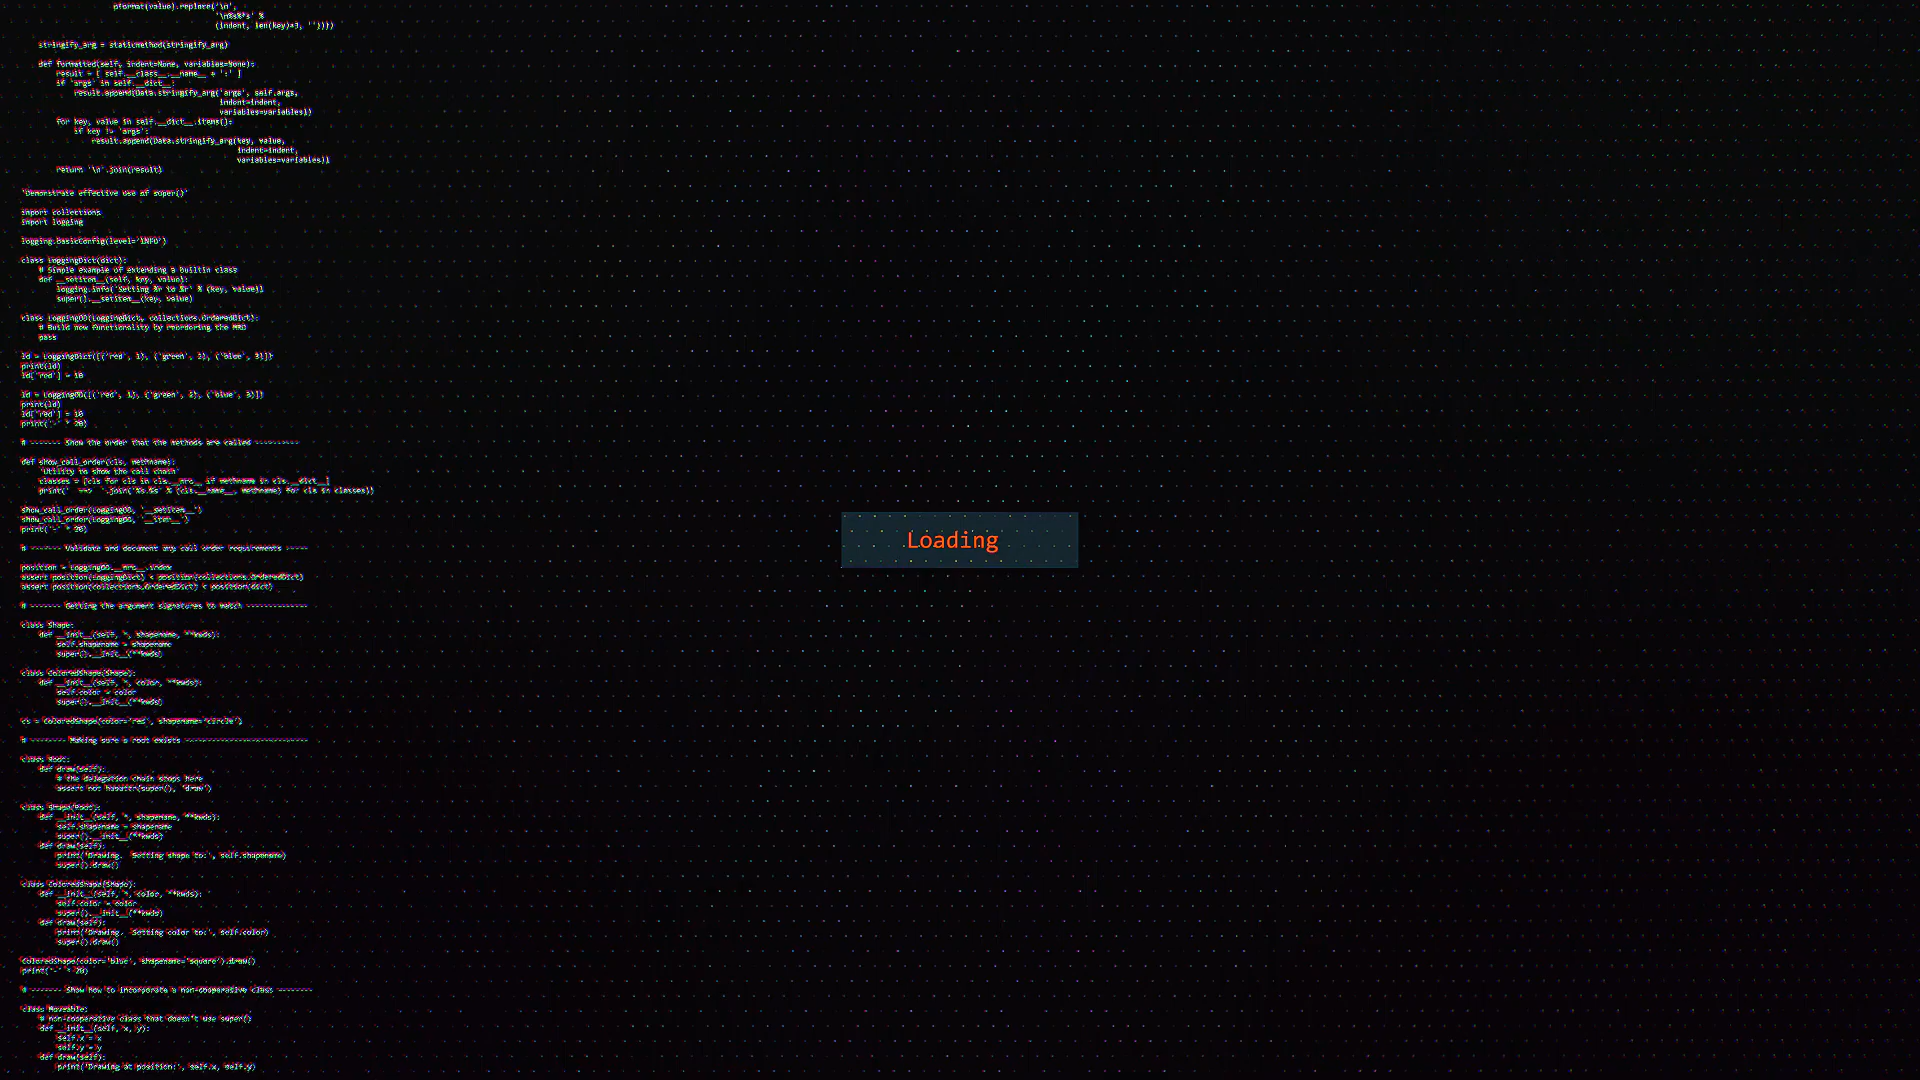 pformat(value).replace('\n',
'\n%s%*s' %
(indent, len(key)+3, '')))
stringify_arg = staticmethod(stringify_arg)
def formatted(self, indent=None, variables=None):
result = [ self.__class__.__name__ + ':' ]
if 'args' in self.__dict__:
result.append(Data.stringify_arg('args', self.args,
indent=indent,
variables=variables))
for key, value in self.__dict__.items():
if key != 'args':
result.append(Data.stringify_arg(key, value,
indent=indent,
variables=variables))
return '\n'.join(result)
'Demonstrate effective use of super()'
import collections
import logging
logging.basicConfig(level='INFO')
class LoggingDict(dict):
# Simple example of extending a builtin class
def __setitem__(self, key, value):
logging.info('Setting %r to %r' % (key, value))
super().__setitem__(key, value)
class LoggingOD(LoggingDict, collections.OrderedDict):
# Build new functionality by reordering the MRO
pass
ld = LoggingDict([('red', 1), ('green', 2), ('blue', 3)])
print(ld)
ld['red'] = 10
ld = LoggingOD([('red', 1), ('green', 2), ('blue', 3)])
print(ld)
ld['red'] = 10
print('-' * 20)
# ------- Show the order that the methods are called ----------
def show_call_order(cls, methname):
'Utility to show the call chain'
classes = [cls for cls in cls.__mro__ if methname in cls.__dict__]
print('  ==>  '.join('%s.%s' % (cls.__name__, methname) for cls in classes))
show_call_order(LoggingOD, '__setitem__')
show_call_order(LoggingOD, '__iter__')
print('-' * 20)
# ------- Validate and document any call order requirements -----
position = LoggingOD.__mro__.index
assert position(LoggingDict) < position(collections.OrderedDict)
assert position(collections.OrderedDict) < position(dict)
# ------- Getting the argument signatures to match --------------
class Shape:
def __init__(self, *, shapename, **kwds):
self.shapename = shapename
super().__init__(**kwds)
class ColoredShape(Shape):
def __init__(self, *, color, **kwds):
self.color = color
super().__init__(**kwds)
cs = ColoredShape(color='red', shapename='circle')
# -------- Making sure a root exists ----------------------------
class Root:
def draw(self):
# the delegation chain stops here
assert not hasattr(super(), 'draw')
class Shape(Root):
def __init__(self, *, shapename, **kwds):
self.shapename = shapename
super().__init__(**kwds)
def draw(self):
print('Drawing.  Setting shape to:', self.shapename)
super().draw()
class ColoredShape(Shape):
def __init__(self, *, color, **kwds):
self.color = color
super().__init__(**kwds)
def draw(self):
print('Drawing.  Setting color to:', self.color)
super().draw()
ColoredShape(color='blue', shapename='square').draw()
print('-' * 20)
# ------- Show how to incorporate a non-cooperative class --------
class Moveable:
# non-cooperative class that doesn't use super()
def __init__(self, x, y):
self.x = x
self.y = y
def draw(self):
print('Drawing at position:', self.x, self.y)
Loading